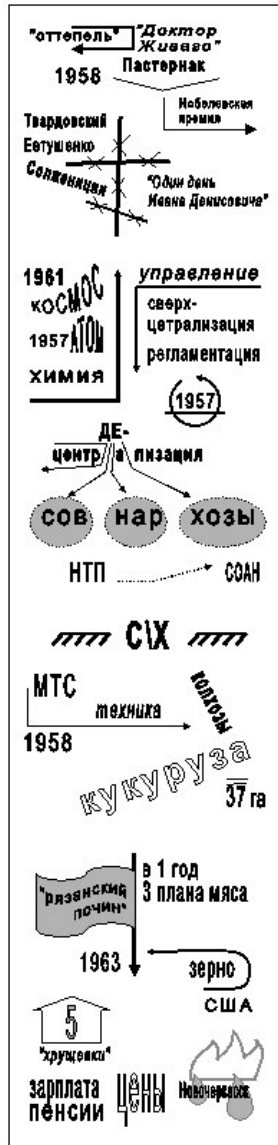 "оттепель" "Доктор
Живаго"
Пастернак
1958
Нобелевская
премия
Твардовский
Евтушенко
Солженицин
"Один день
Ивана Денисовича"
1961
КОСМОС
1957 АТОМ
ХИМИЯ
управление
сверх-
цетрализация
регламентация
1957
ДЕ-
центр а лизация
сов нар хозы
НТП СОАН
С\Х
МТС
техника
колхозы
1958
кукуруза
37 га
"рязанский
почин"
в 1 год
3 плана мяса
1963
зерно
США
5
"хрущевки"
зарплата
пенсии
цены
Новочеркасск